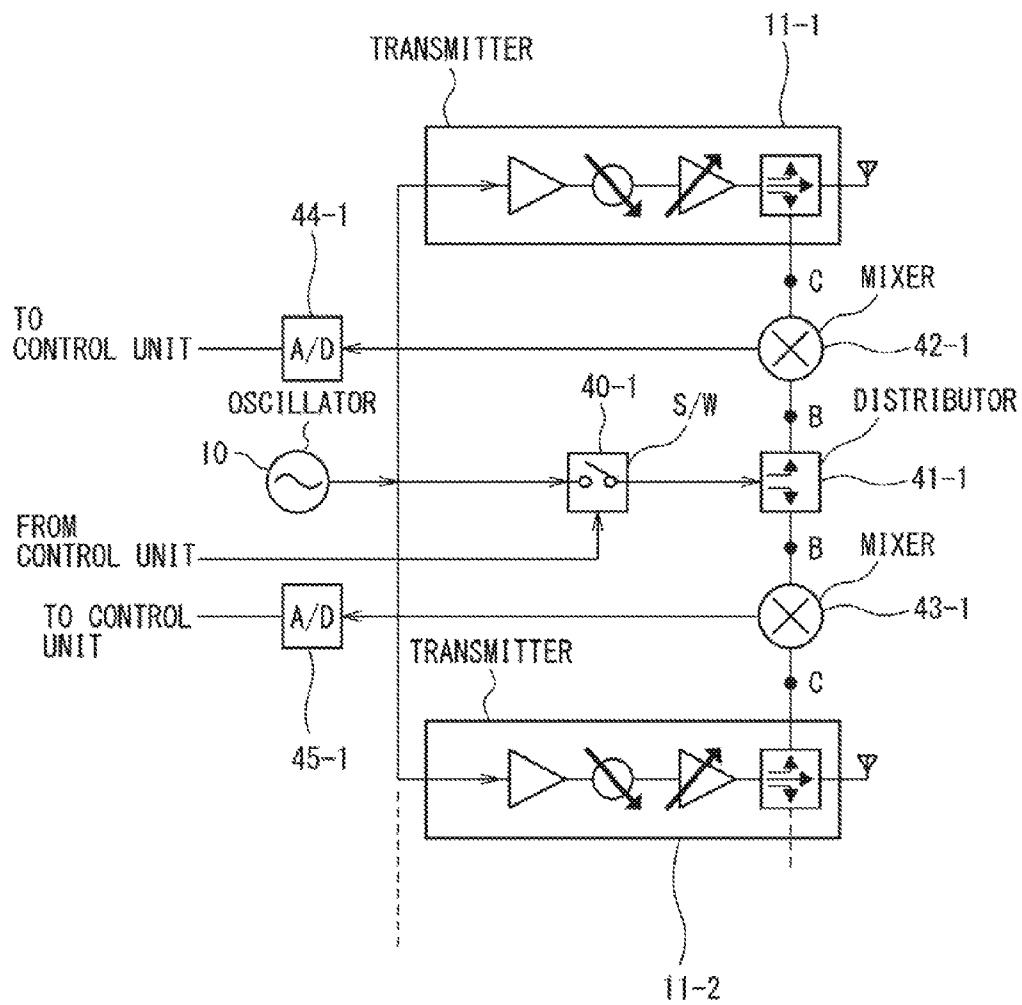 11-1
TRANSMITTER
44-1
C
MIXER
TO
CONTROL UNIT
A/D
42-1
OSCILLATOR
40-1
S/W
B
DISTRIBUTOR
10
41-1
FROM
CONTROL UNIT
B
MIXER
TO CONTROL
UNIT
A/D
43-1
TRANSMITTER
C
45-1
11-2